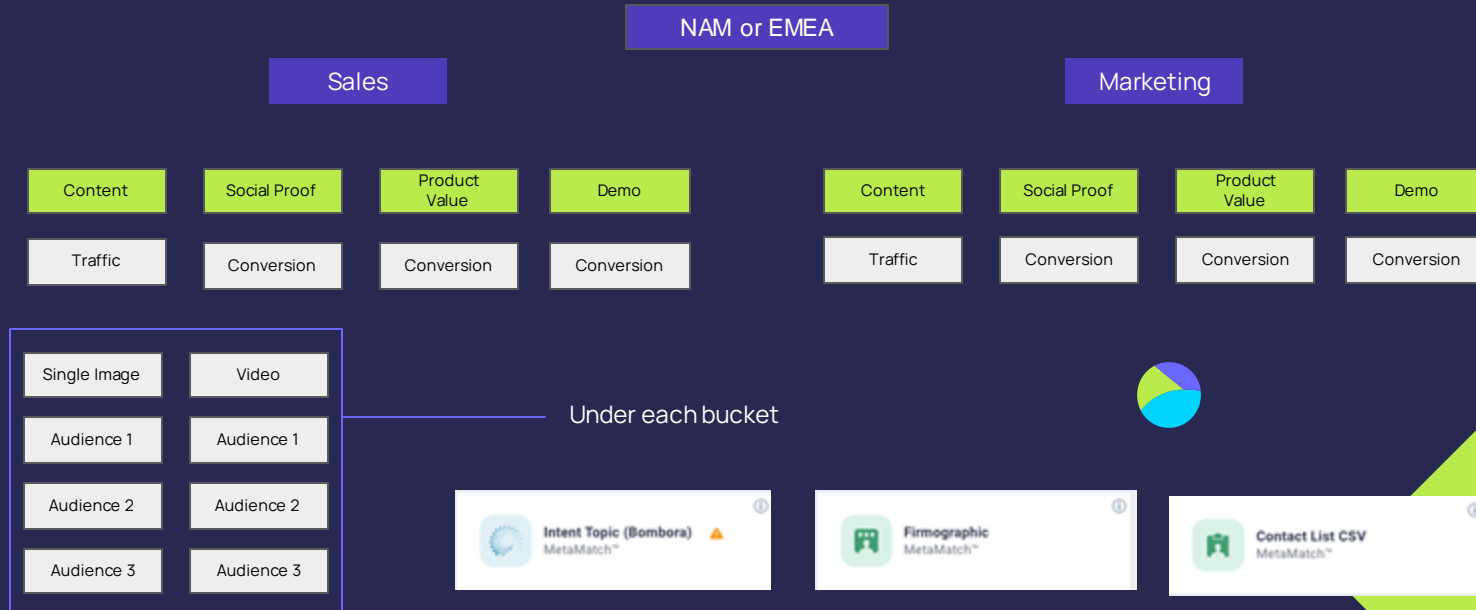 NAM or EMEA
Sales
Marketing
Content
Social Proof
Product
Value
Demo
Content
Social Proof
Product
Value
Demo
Traffic
Conversion
Conversion
Conversion
Traffic
Conversion
Conversion
Conversion
Single Image
Video
Audience 1
Audience 1
Under each bucket
Audience 2
Audience 2
Audience 3
Audience 3
Intent Topic (Bombora)
MetaMatch™
Firmographic
MetaMatch™
Contact List CSV
MetaMatch™